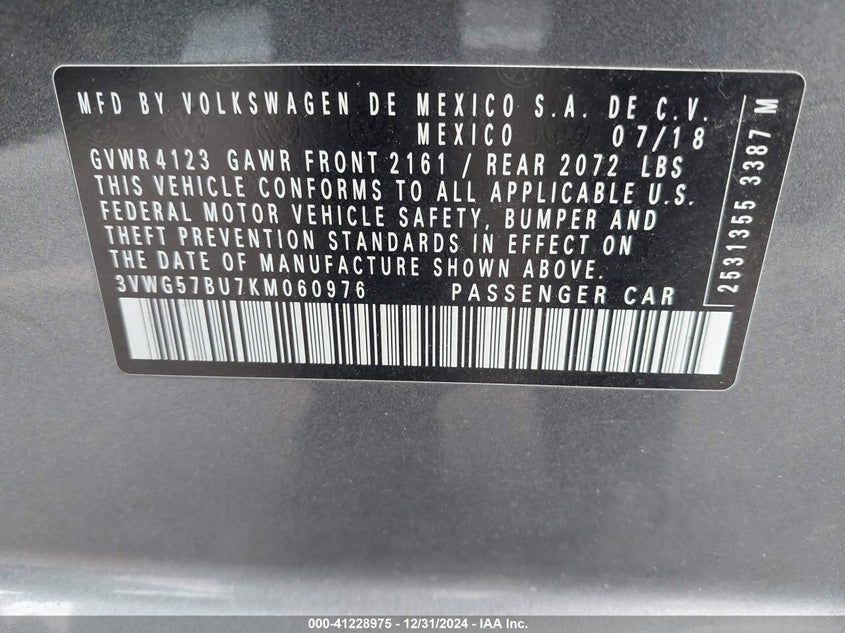 MFD BY VOLKSWAGEN DE MEXICO S.A. DE C.V.
MEXICO 07/18
GVWR 4123 GAWR FRONT 2161 / REAR 2072 LBS
THIS VEHICLE CONFORMS TO ALL APPLICABLE U.S.
FEDERAL MOTOR VEHICLE SAFETY, BUMPER AND
THEFT PREVENTION STANDARDS IN EFFECT ON
THE DATE OF MANUFACTURE SHOWN ABOVE.
3VWG57BU7KM060976 PASSENGER CAR
2531355 3387 M
000-41228975 - 12/31/2024 - IAA Inc.